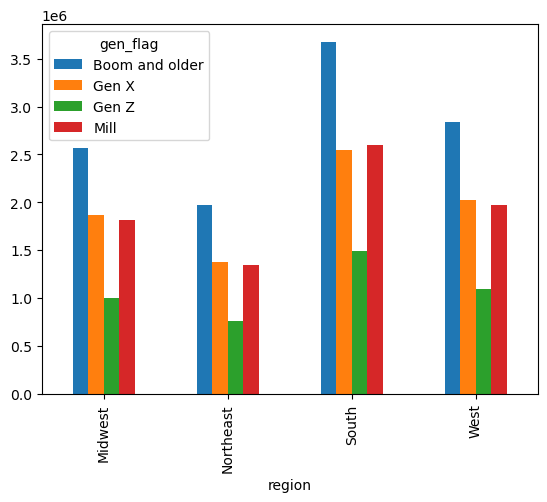 1e6
gen_flag
Boom and older
Gen X
Gen Z
Mill
3.5
3.0
2.5
2.0
1.5
1.0
0.5
0.0
Midwest
Northeast
South
West
region